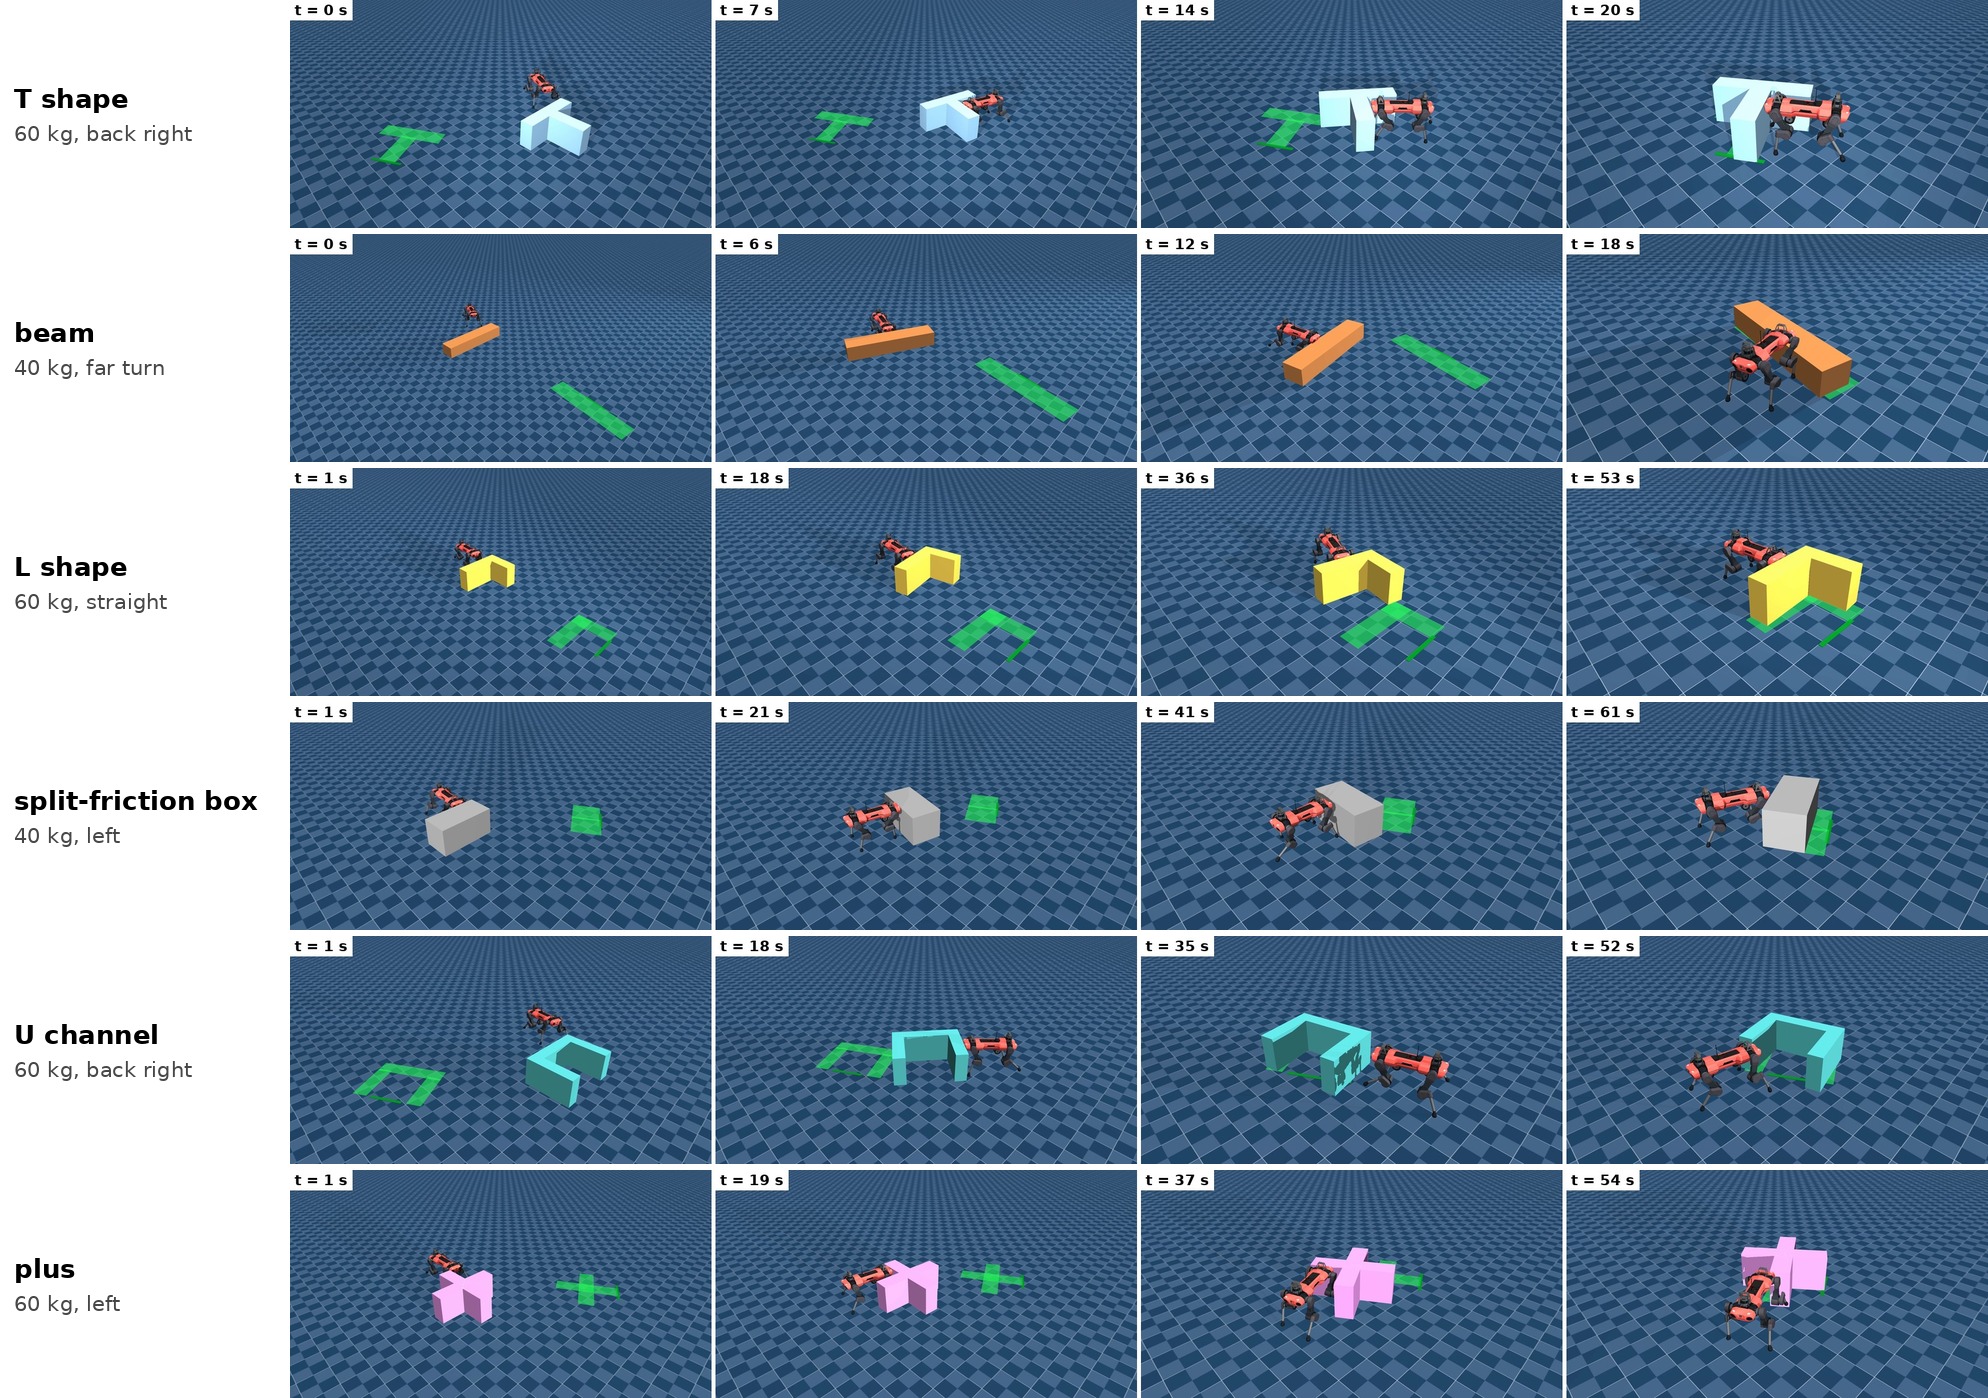 T shape
60 kg, back right
t = 0 s
t = 7 s
t = 14 s
t = 20 s
beam
40 kg, far turn
t = 0 s
t = 6 s
t = 12 s
t = 18 s
L shape
60 kg, straight
t = 1 s
t = 18 s
t = 36 s
t = 53 s
split-friction box
40 kg, left
t = 1 s
t = 21 s
t = 41 s
t = 61 s
U channel
60 kg, back right
t = 1 s
t = 18 s
t = 35 s
t = 52 s
plus
60 kg, left
t = 1 s
t = 19 s
t = 37 s
t = 54 s